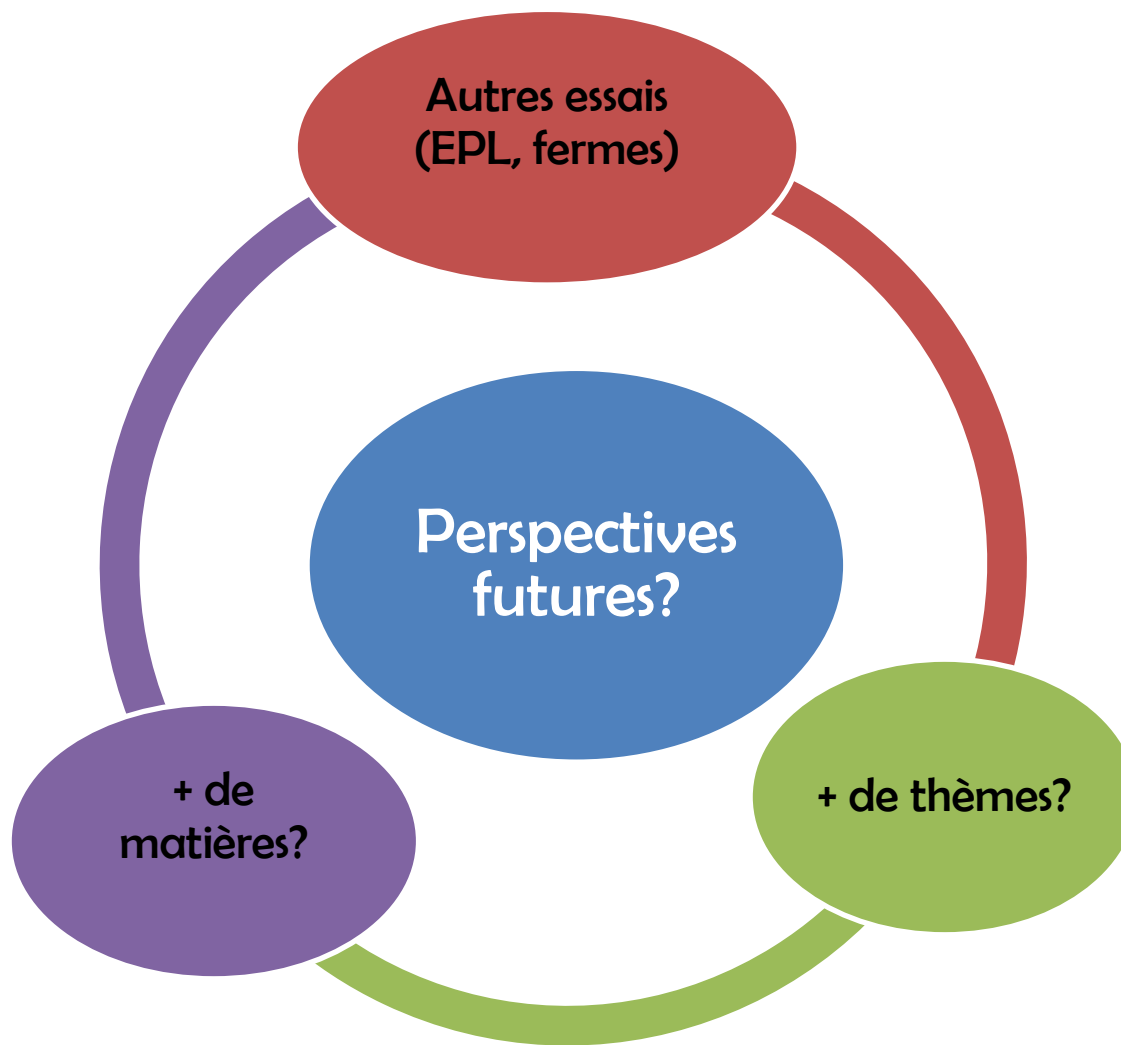 Autres essais
(EPL, fermes)
Perspectives
futures?
+ de
matières?
+ de thèmes?